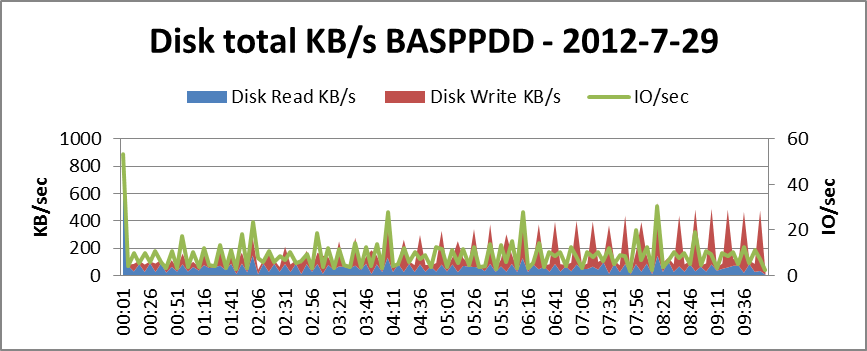 Disk total KB/s BASPPDD - 2012-7-29
Disk Read KB/s Disk Write KB/s IO/sec
1000 60
800
600 40
400
200 20
0 0
KB/sec
IO/sec
00:01 00:26 00:51 01:16 01:41 02:06 02:31 02:56 03:21 03:46 04:11 04:36 05:01 05:26 05:51 06:16 06:41 07:06 07:31 07:56 08:21 08:46 09:11 09:36